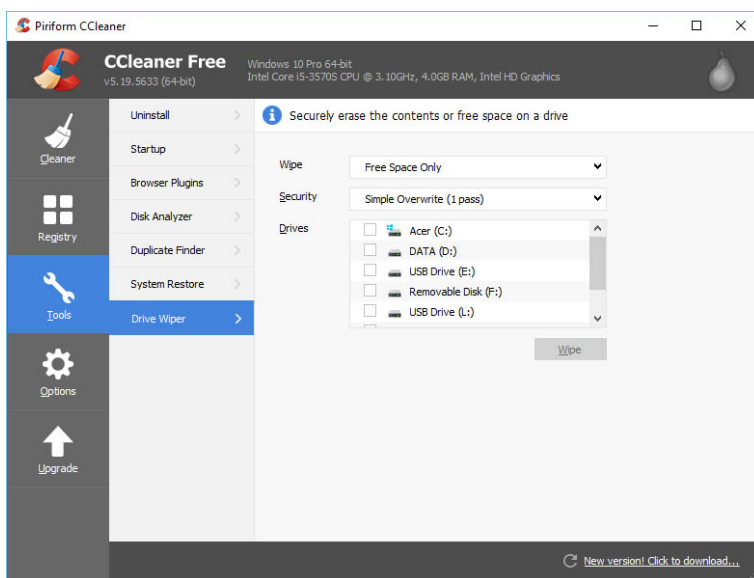 Piriform CCleaner
CCleaner Free
v5.19.5633 (64-bit)
Windows 10 Pro 64-bit
Intel Core i5-3570S CPU @ 3.10GHz, 4.0GB RAM, Intel HD Graphics
Cleaner
Registry
Tools
Options
Upgrade
Uninstall
Startup
Browser Plugins
Disk Analyzer
Duplicate Finder
System Restore
Drive Wiper
Securely erase the contents or free space on a drive
Wipe
Free Space Only
Security
Simple Overwrite (1 pass)
Drives
Acer (C:)
DATA (D:)
USB Drive (E:)
Removable Disk (F:)
USB Drive (L:)
Wipe
New version! Click to download...